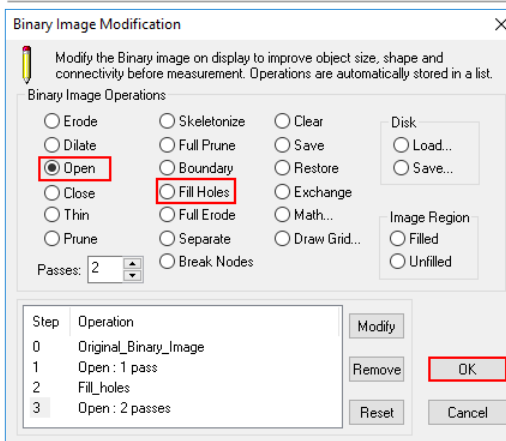 Binary Image Modification
Modify the Binary image on display to improve object size, shape and
connectivity before measurement. Operations are automatically stored in a list.
Binary Image Operations
Erode
Dilate
Open
Close
Thin
Prune
Passes: 2
Skeletonize
Full Prune
Boundary
Fill Holes
Full Erode
Separate
Break Nodes
Clear
Save
Restore
Exchange
Math...
Draw Grid...
Disk
Load...
Save...
Image Region
Filled
Unfilled
Step Operation
0 Original_Binary_Image
1 Open : 1 pass
2 Fill_holes
3 Open : 2 passes
Modify
Remove
Reset
OK
Cancel